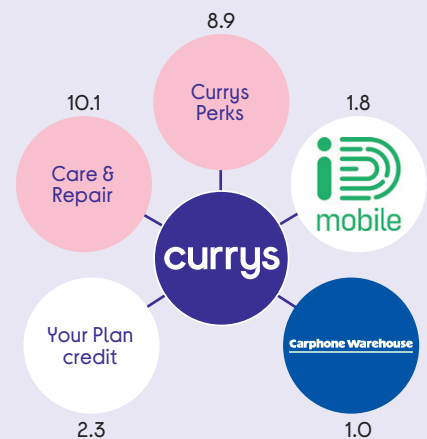 8.9
Currys
Perks
10.1
Care &
Repair
1.8
iD
mobile
currys
Your Plan
credit
2.3
Carphone Warehouse
1.0